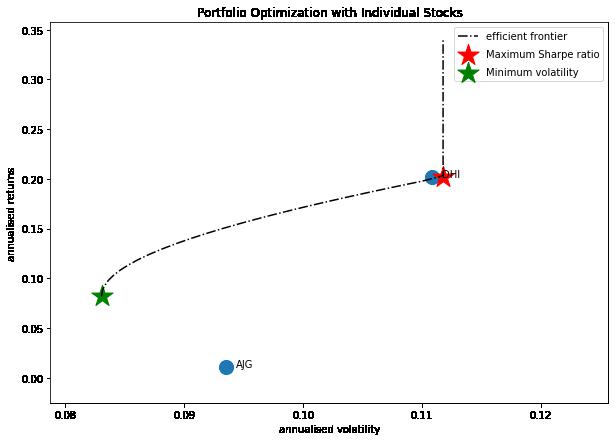 Portfolio Optimization with Individual Stocks
efficient frontier
Maximum Sharpe ratio
Minimum volatility
annualised returns
0.35
0.30
0.25
0.20
0.15
0.10
0.05
0.00
DHI
AJG
0.08 0.09 0.10 0.11 0.12
annualised volatility